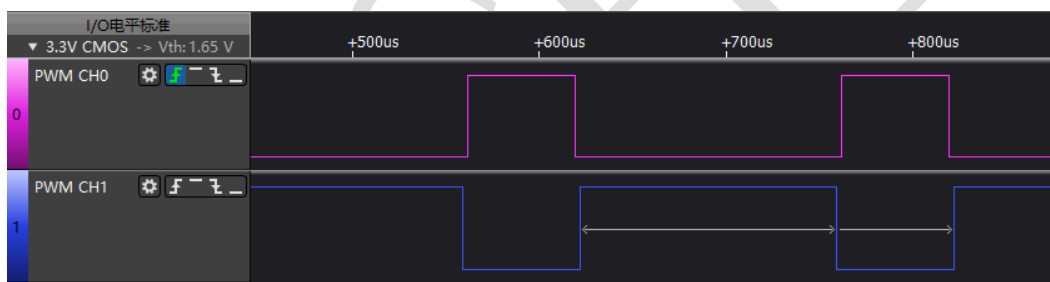 I/O电平标准
▼ 3.3V CMOS -> Vth: 1.65 V
+500us +600us +700us +800us
PWM CH0
0
PWM CH1
1